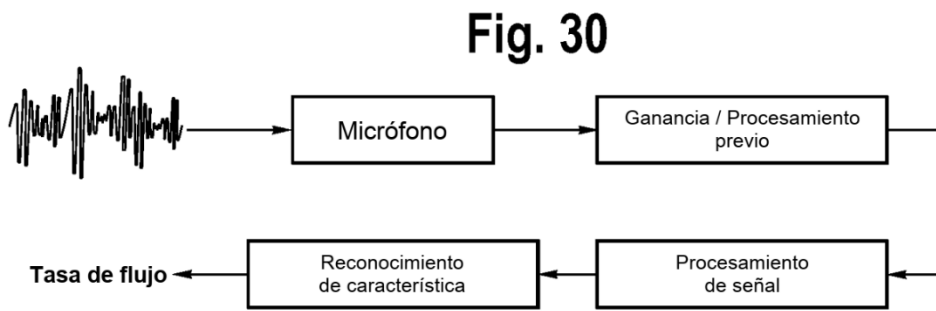 Fig. 30
Micrófono
Ganancia / Procesamiento
previo
Tasa de flujo
Reconocimiento
de característica
Procesamiento
de señal